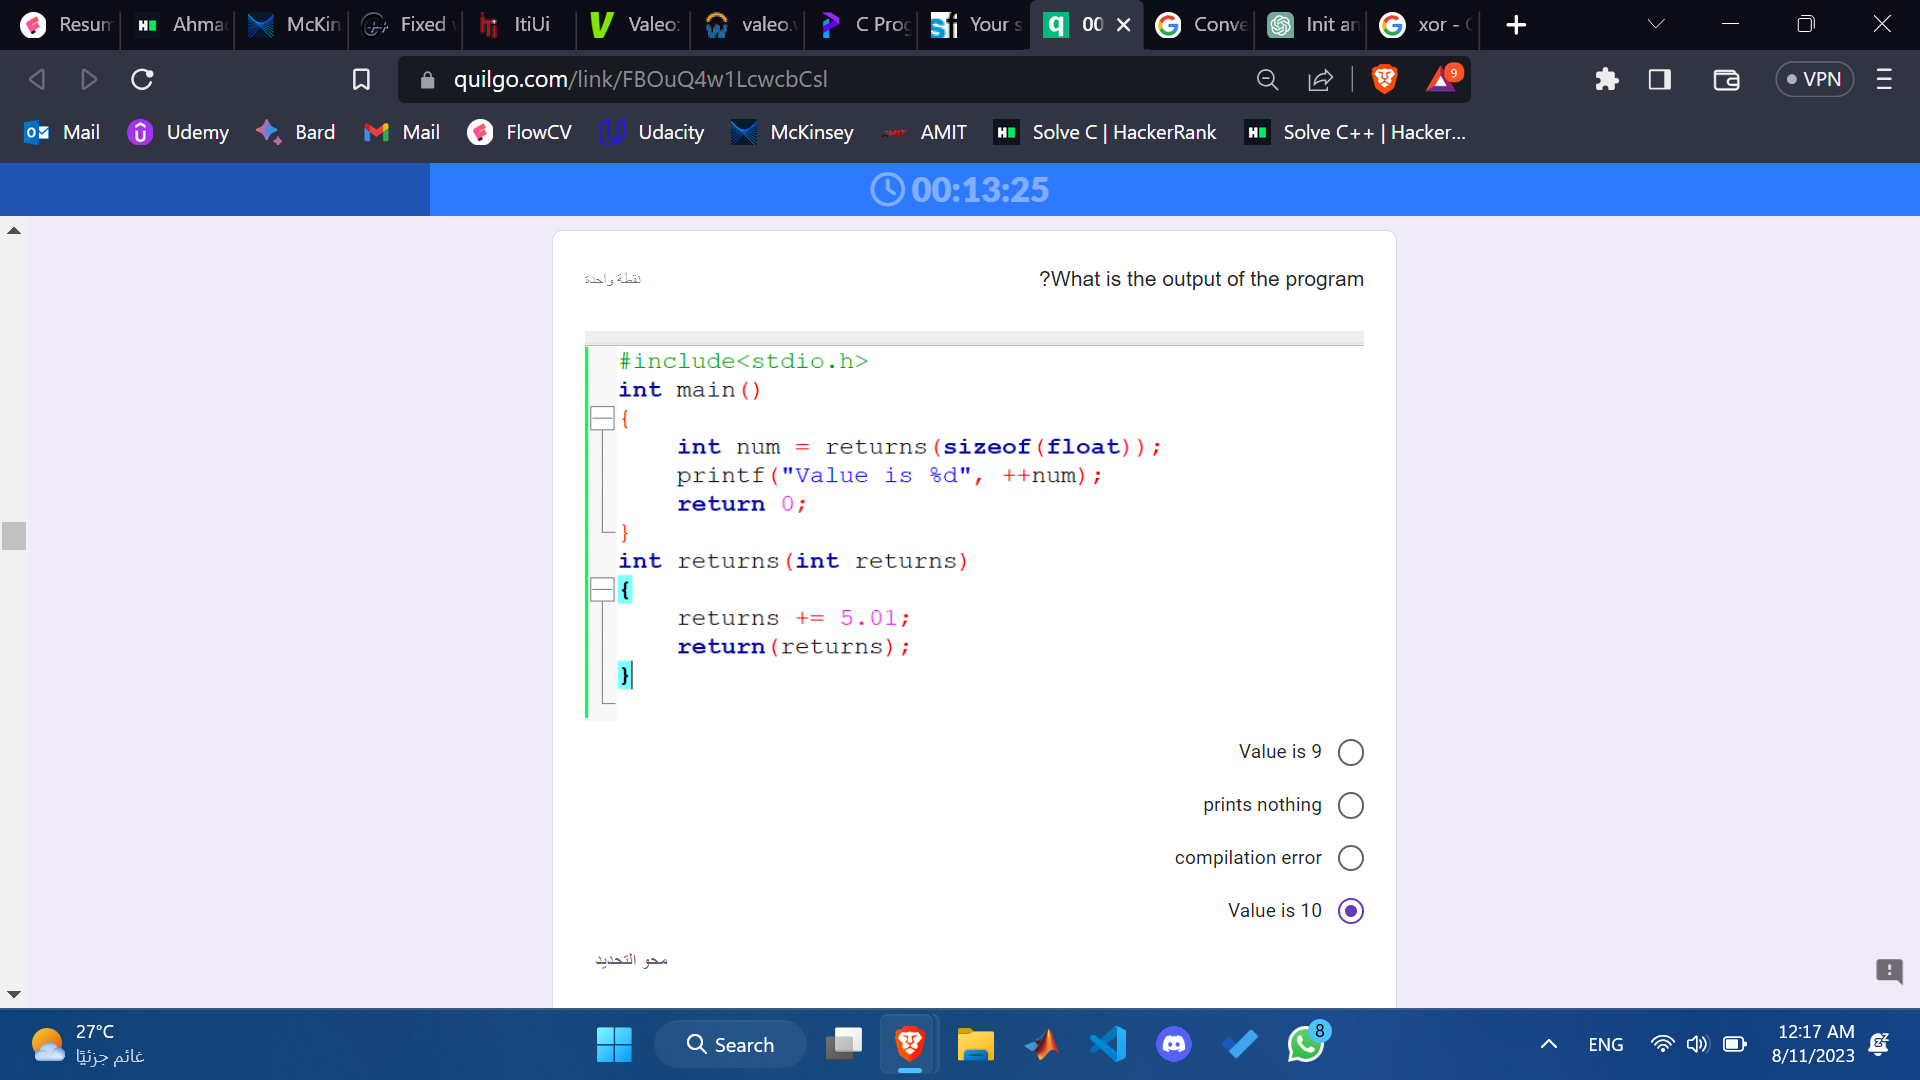 Resum
Ahma
McKin
Fixed
ItiUi
Valeo:
valeo.
C Prog
Your s
00
Conve
Init an
xor - G
quilgo.com/link/FBOuQ4w1LcwcbCsl
9
VPN
Mail
Udemy
Bard
Mail
FlowCV
Udacity
McKinsey
AMIT
Solve C | HackerRank
Solve C++ | Hacker...
00:13:25
نقطة واحدة
?What is the output of the program
#include<stdio.h>
int main()
{
int num = returns(sizeof(float));
printf("Value is %d", ++num);
return 0;
}
int returns(int returns)
{
returns += 5.01;
return(returns);
}
Value is 9
prints nothing
compilation error
Value is 10
محو التحديد
27°C
غائم جزئيًا
Search
8
ENG
12:17 AM
8/11/2023